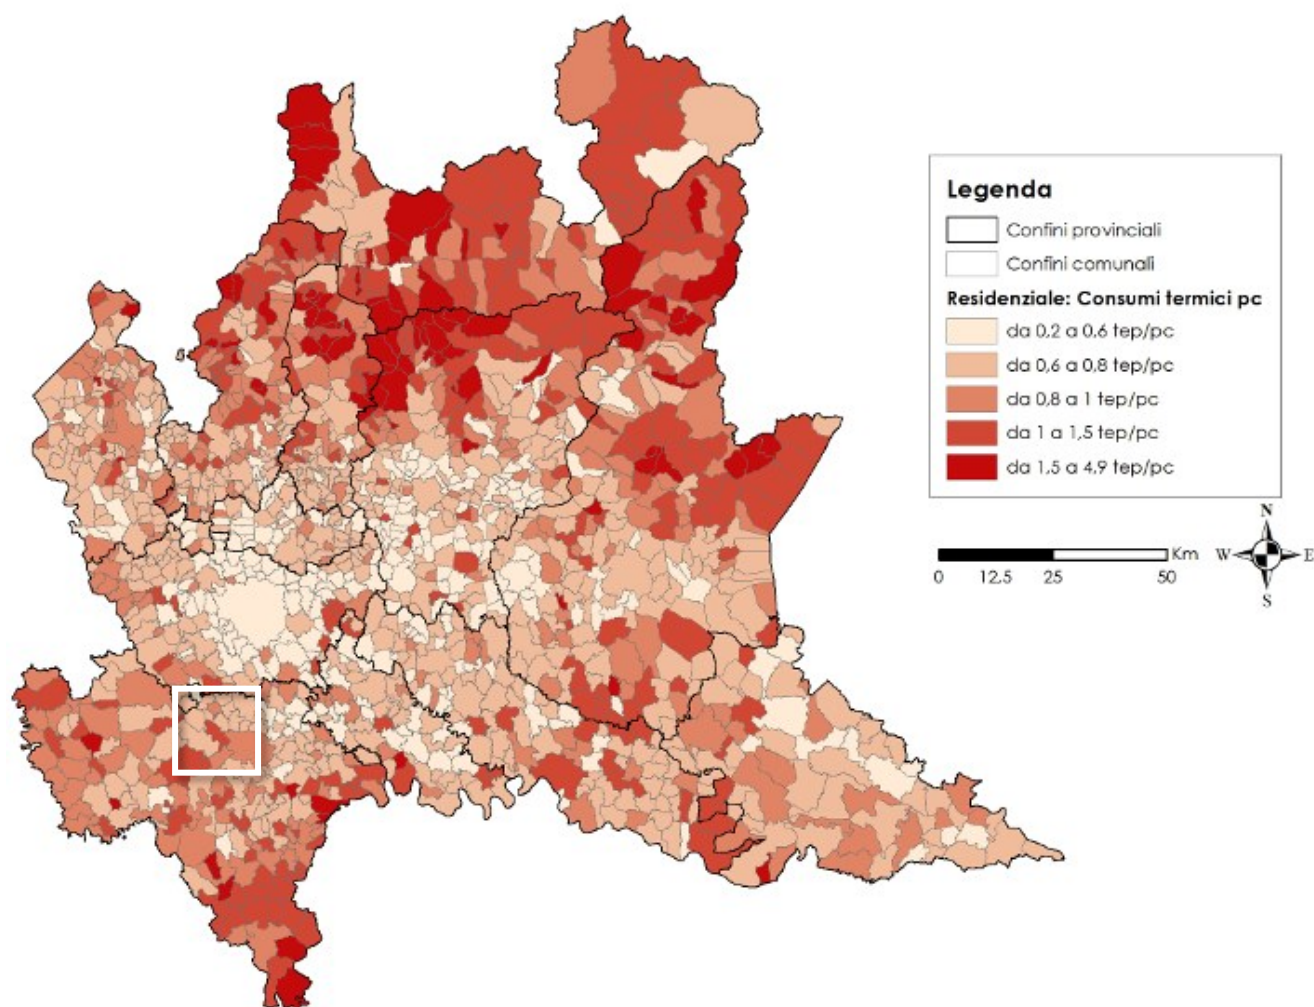 Legenda
Confini provinciali
Confini comunali
Residenziale: Consumi termici pc
da 0,2 a 0,6 tep/pc
da 0,6 a 0,8 tep/pc
da 0,8 a 1 tep/pc
da 1 a 1,5 tep/pc
da 1,5 a 4,9 tep/pc
N
W E
S
Km
0 12,5 25 50